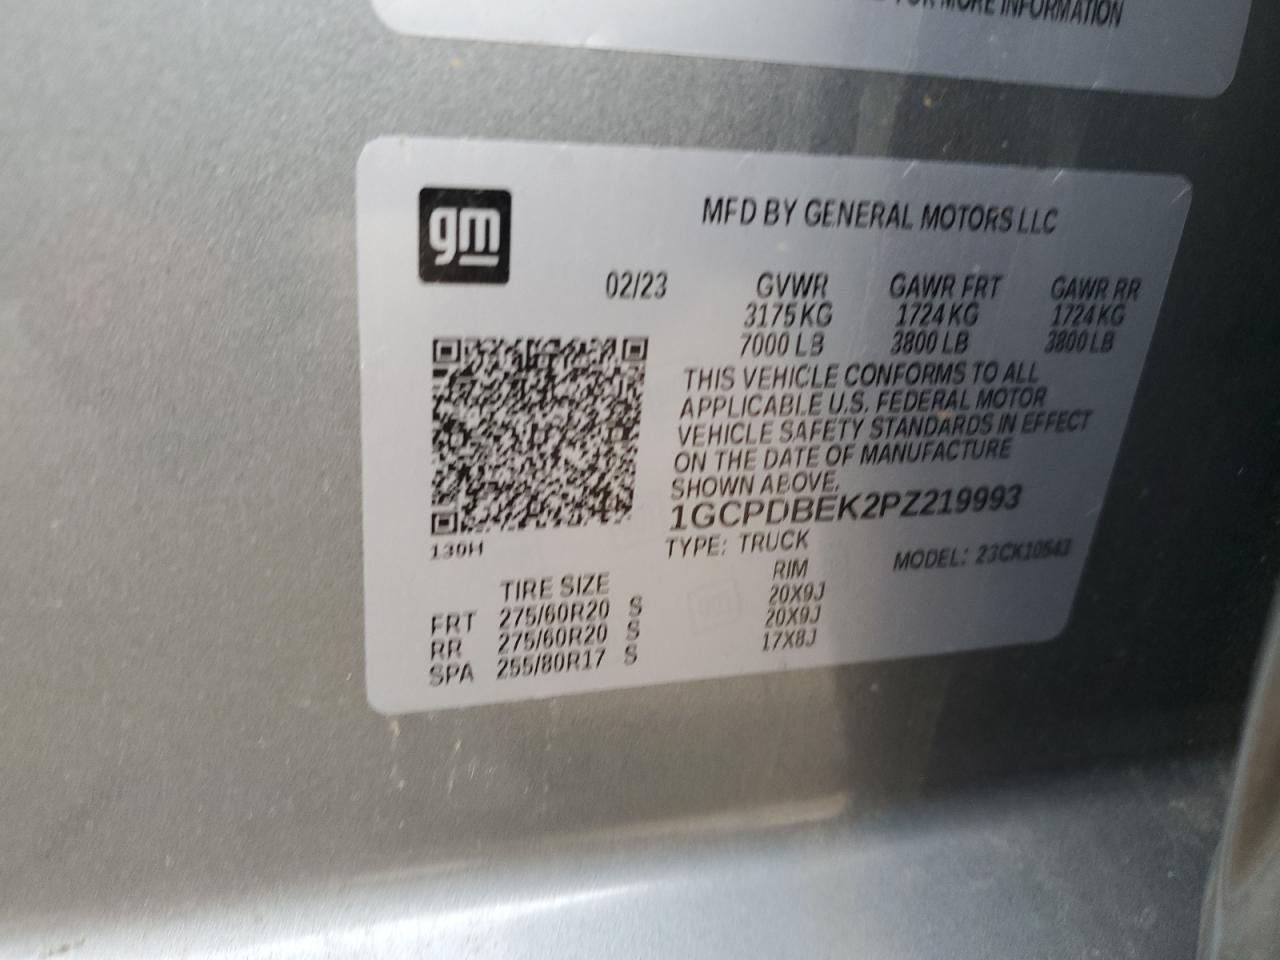 FOR MORE INFORMATION
gm
MFD BY GENERAL MOTORS LLC
02/23 GVWR GAWR FRT GAWR RR
3175 KG 1724 KG 1724 KG
7000 LB 3800 LB 3800 LB
THIS VEHICLE CONFORMS TO ALL
APPLICABLE U.S. FEDERAL MOTOR
VEHICLE SAFETY STANDARDS IN EFFECT
ON THE DATE OF MANUFACTURE
SHOWN ABOVE.
1GCPDBEK2PZ219993
130H
TYPE: TRUCK MODEL: 23CK10543
TIRE SIZE RIM
FRT 275/60R20 S 20X9J
RR 275/60R20 S 20X9J
SPA 255/80R17 S 17X8J